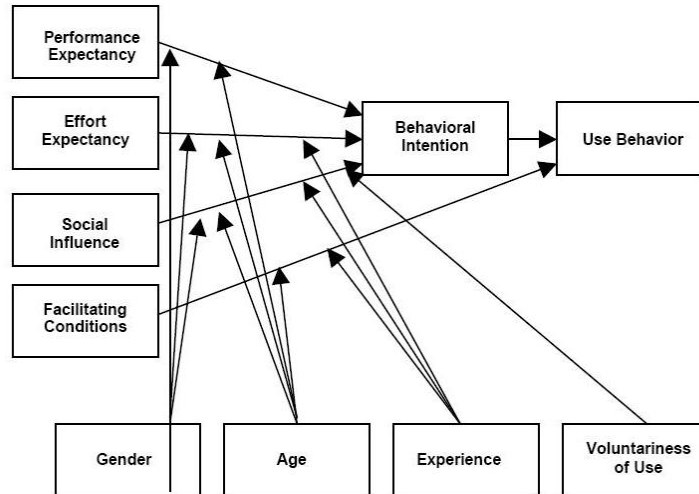 Performance
Expectancy
Effort
Expectancy
Behavioral
Intention
Use Behavior
Social
Influence
Facilitating
Conditions
Gender
Age
Experience
Voluntariness
of Use